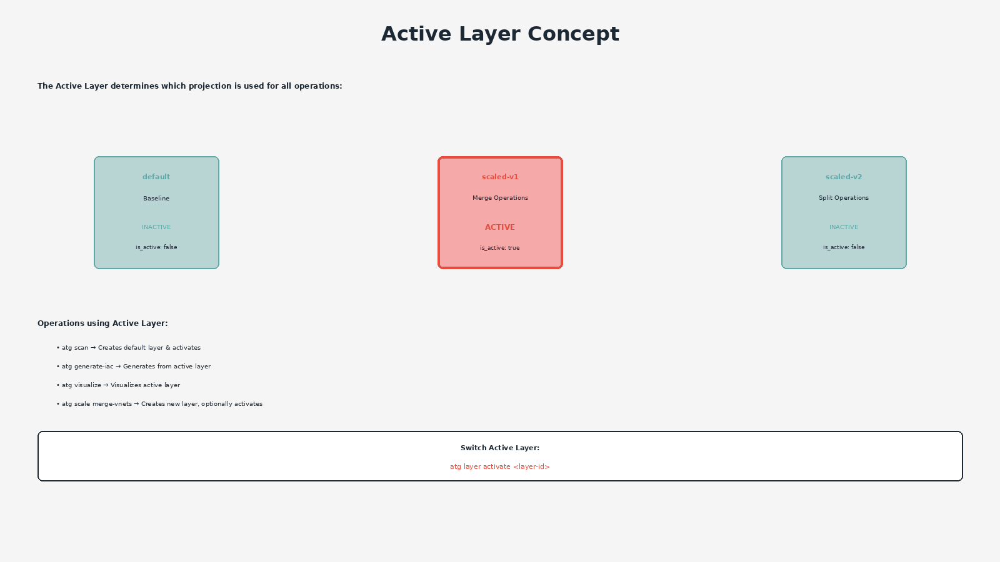 Active Layer Concept
The Active Layer determines which projection is used for all operations:
default
Baseline
INACTIVE
is_active: false
scaled-v1
Merge Operations
ACTIVE
is_active: true
scaled-v2
Split Operations
INACTIVE
is_active: false
Operations using Active Layer:
• atg scan → Creates default layer & activates
• atg generate-iac → Generates from active layer
• atg visualize → Visualizes active layer
• atg scale merge-vnets → Creates new layer, optionally activates
Switch Active Layer:
atg layer activate <layer-id>